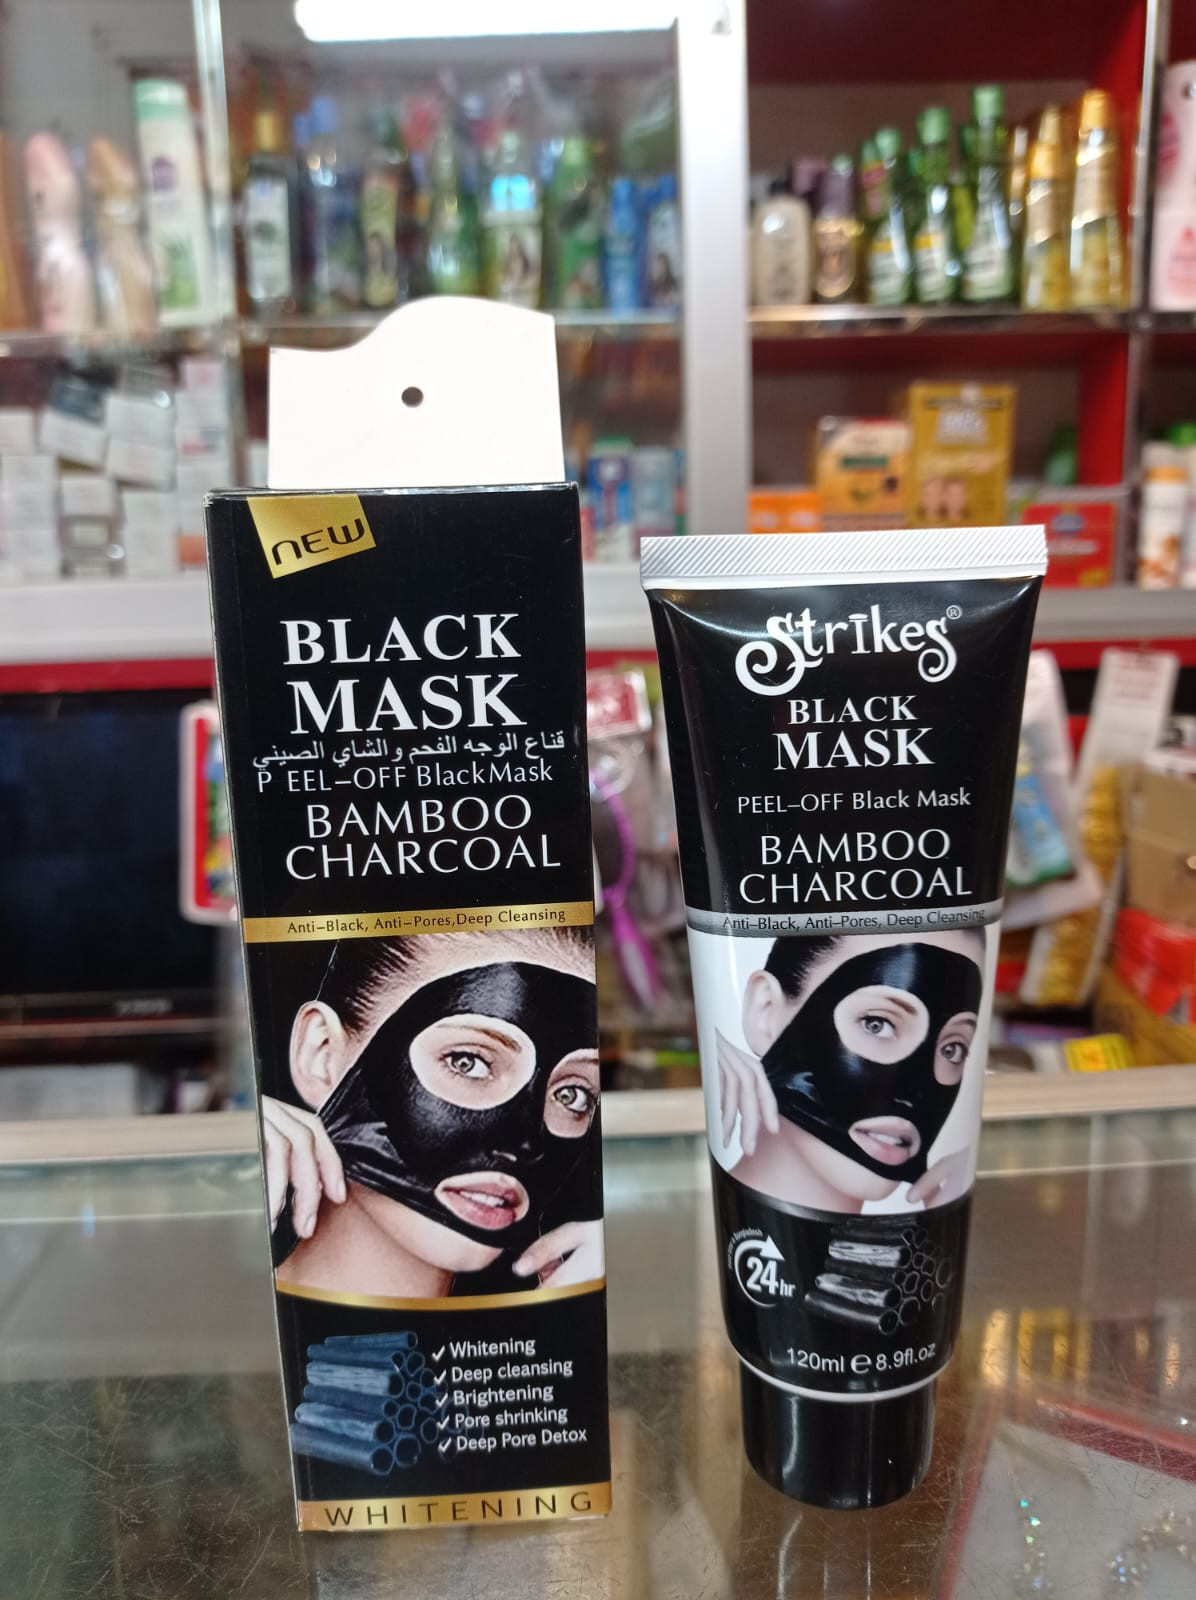 NEW
BLACK
MASK
قناع الوجه الفحم والشاي الصيني
P EEL-OFF BlackMask
BAMBOO
CHARCOAL
Anti-Black, Anti-Pores,Deep Cleansing
Whitening
Deep cleansing
Brightening
Pore shrinking
Deep Pore Detox
WHITENING
Strikes®
BLACK
MASK
PEEL-OFF Black Mask
BAMBOO
CHARCOAL
Anti-Black, Anti-Pores, Deep Cleansing
24hr
120ml e 8.9fl.oz